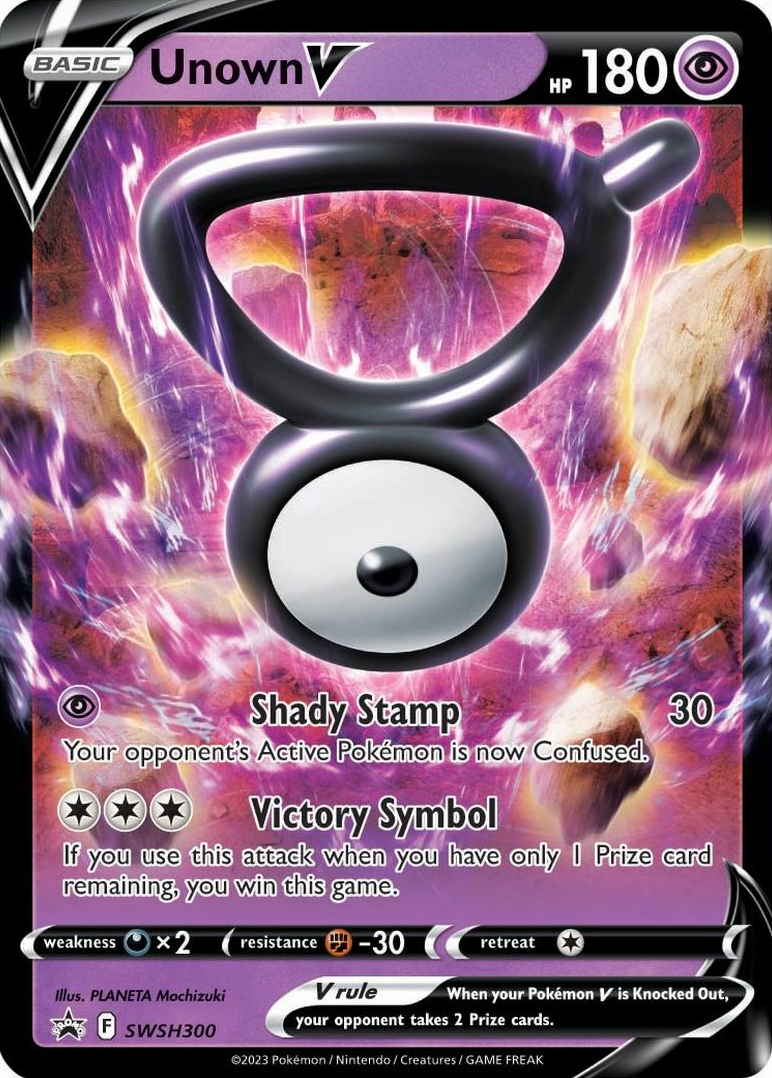 BASIC Unown V HP 180
Shady Stamp 30
Your opponent's Active Pokémon is now Confused.
Victory Symbol
If you use this attack when you have only 1 Prize card
remaining, you win this game.
weakness ×2 resistance -30 retreat
Illus. PLANETA Mochizuki
V rule When your Pokémon V is Knocked Out,
your opponent takes 2 Prize cards.
PROMO F SWSH300
©2023 Pokémon / Nintendo / Creatures / GAME FREAK